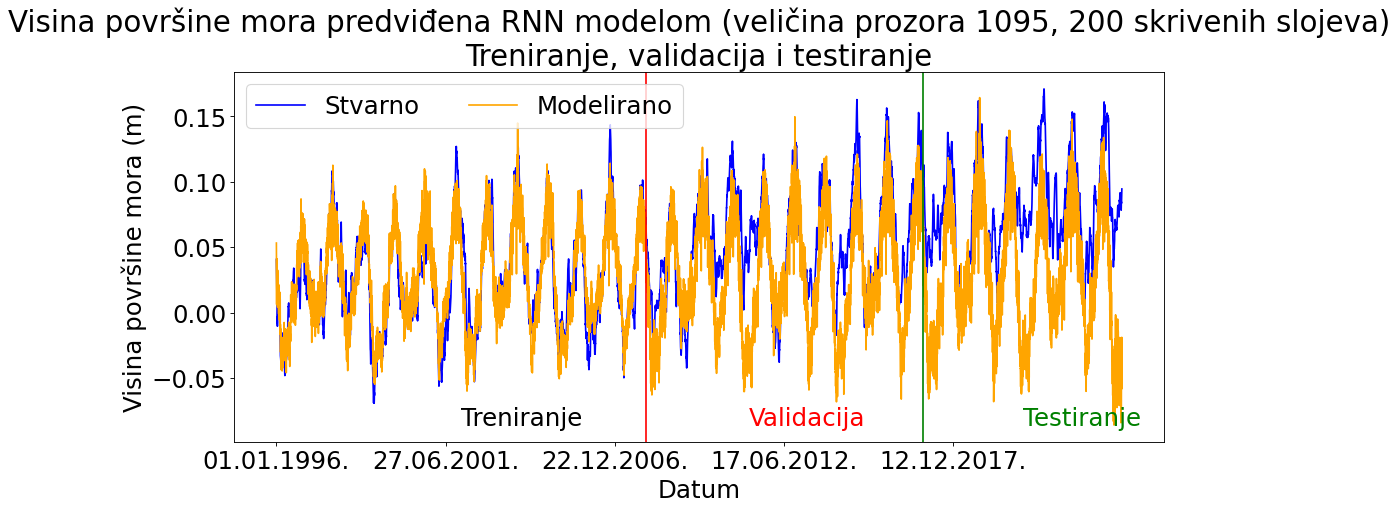 Visina površine mora predviđena RNN modelom (veličina prozora 1095, 200 skrivenih slojeva)
Treniranje, validacija i testiranje
Stvarno Modelirano
Visina površine mora (m)
0.15
0.10
0.05
0.00
−0.05
Treniranje Validacija Testiranje
01.01.1996. 27.06.2001. 22.12.2006. 17.06.2012. 12.12.2017.
Datum